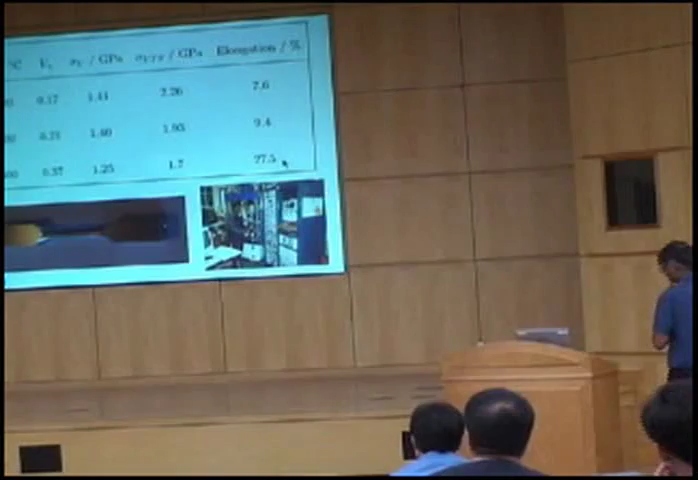 °C V σY / GPa σUTS / GPa Elongation / %
0.17 1.41 2.26 7.6
0.21 1.40 1.93 9.4
0.37 1.25 1.7 27.5